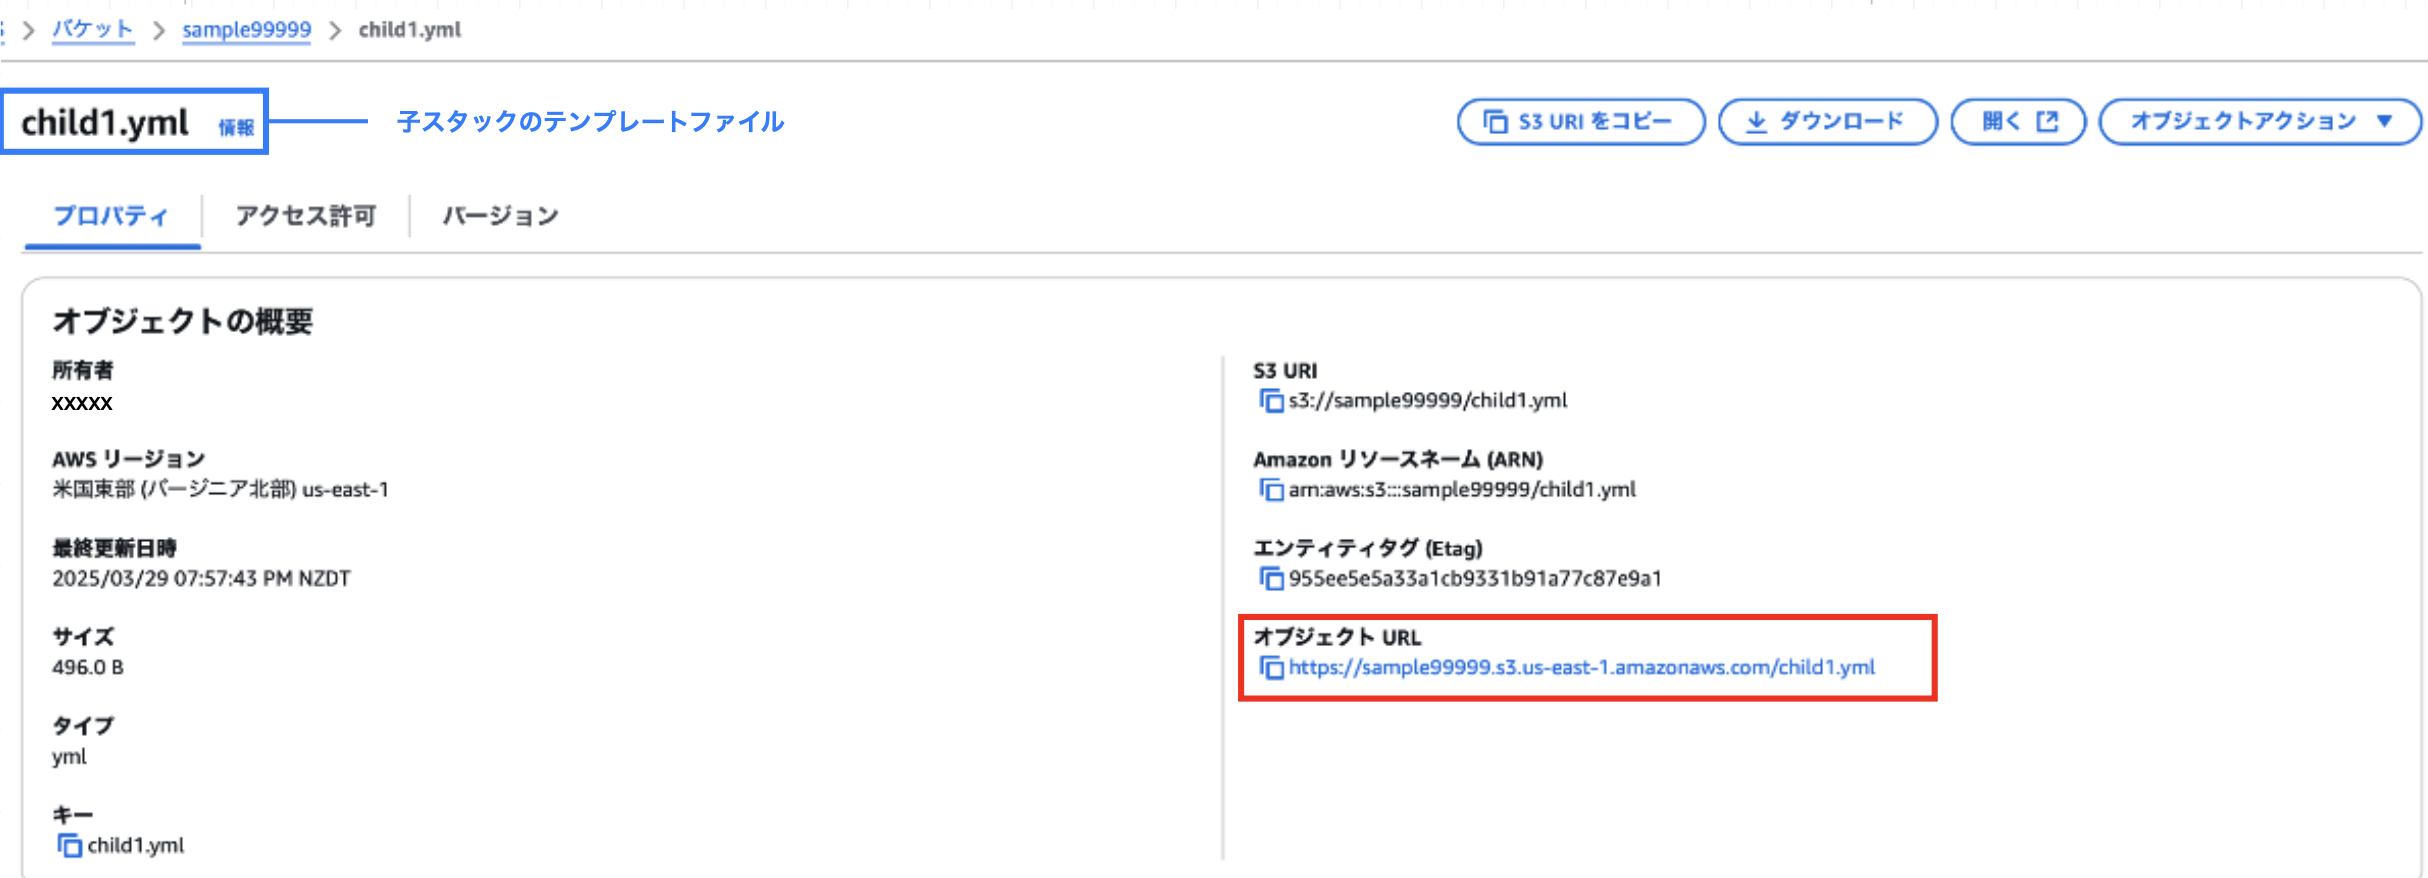 バケット sample99999 child1.yml
child1.yml 情報 子スタックのテンプレートファイル S3 URI をコピー ダウンロード 開く オブジェクトアクション
プロパティ アクセス許可 バージョン
オブジェクトの概要
所有者
XXXXX
AWS リージョン
米国東部 (バージニア北部) us-east-1
最終更新日時
2025/03/29 07:57:43 PM NZDT
サイズ
496.0 B
タイプ
yml
キー
child1.yml
S3 URI
s3://sample99999/child1.yml
Amazon リソースネーム (ARN)
arn:aws:s3:::sample99999/child1.yml
エンティティタグ (Etag)
955ee5e5a33a1cb9331b91a77c87e9a1
オブジェクト URL
https://sample99999.s3.us-east-1.amazonaws.com/child1.yml